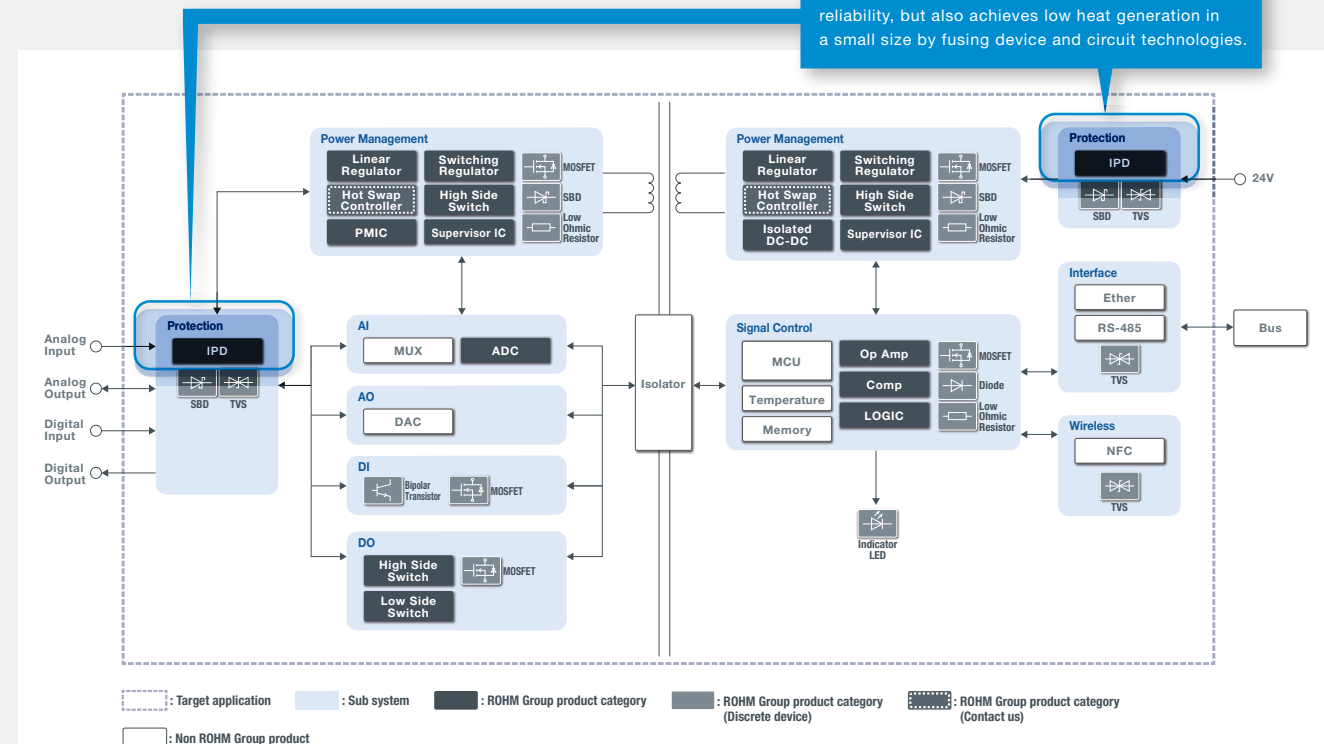 reliability, but also achieves low heat generation in
a small size by fusing device and circuit technologies.
Power Management
Linear
Regulator
Switching
Regulator
MOSFET
Hot Swap
Controller
High Side
Switch
SBD
PMIC
Supervisor IC
Low
Ohmic
Resistor
Power Management
Linear
Regulator
Switching
Regulator
MOSFET
Hot Swap
Controller
High Side
Switch
SBD
Isolated
DC-DC
Supervisor IC
Low
Ohmic
Resistor
Protection
IPD
SBD
TVS
24V
Analog
Input
Analog
Output
Digital
Input
Digital
Output
Protection
IPD
SBD
TVS
AI
MUX
ADC
AO
DAC
DI
Bipolar
Transistor
MOSFET
DO
High Side
Switch
MOSFET
Low Side
Switch
Isolator
Signal Control
MCU
Temperature
Memory
Op Amp
Comp
LOGIC
MOSFET
Diode
Low
Ohmic
Resistor
Indicator
LED
Interface
Ether
RS-485
TVS
Bus
Wireless
NFC
TVS
: Target application
: Sub system
: ROHM Group product category
: ROHM Group product category
(Discrete device)
: ROHM Group product category
(Contact us)
: Non ROHM Group product